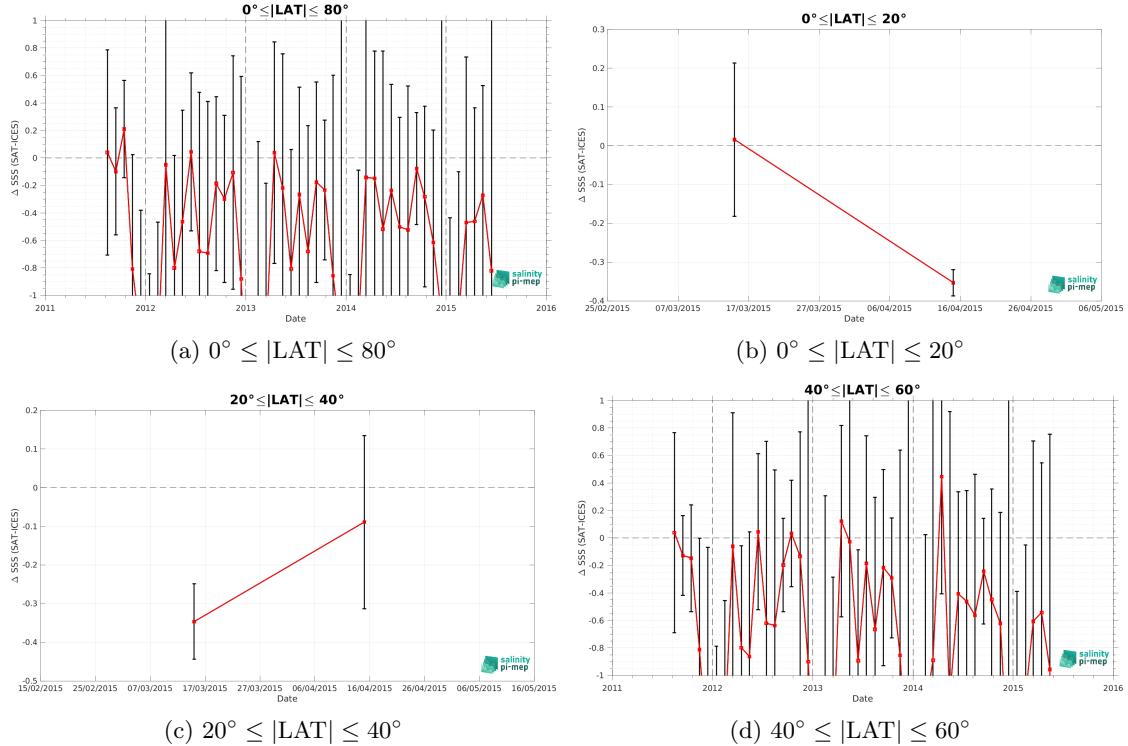 0°≤|LAT|≤ 80°
Δ SSS (SAT-ICES)
1
0.8
0.6
0.4
0.2
0
-0.2
-0.4
-0.6
-0.8
-1
2011 2012 2013 2014 2015 2016
Date
salinity
pi-mep
(a) 0° ≤ |LAT| ≤ 80°
0°≤|LAT|≤ 20°
Δ SSS (SAT-ICES)
0.3
0.2
0.1
0
-0.1
-0.2
-0.3
-0.4
25/02/2015 07/03/2015 17/03/2015 27/03/2015 06/04/2015 16/04/2015 26/04/2015 06/05/2015
Date
salinity
pi-mep
(b) 0° ≤ |LAT| ≤ 20°
20°≤|LAT|≤ 40°
Δ SSS (SAT-ICES)
0.2
0.1
0
-0.1
-0.2
-0.3
-0.4
-0.5
15/02/2015 25/02/2015 07/03/2015 17/03/2015 27/03/2015 06/04/2015 16/04/2015 26/04/2015 06/05/2015 16/05/2015
Date
salinity
pi-mep
(c) 20° ≤ |LAT| ≤ 40°
40°≤|LAT|≤ 60°
Δ SSS (SAT-ICES)
1
0.8
0.6
0.4
0.2
0
-0.2
-0.4
-0.6
-0.8
-1
2011 2012 2013 2014 2015 2016
Date
salinity
pi-mep
(d) 40° ≤ |LAT| ≤ 60°